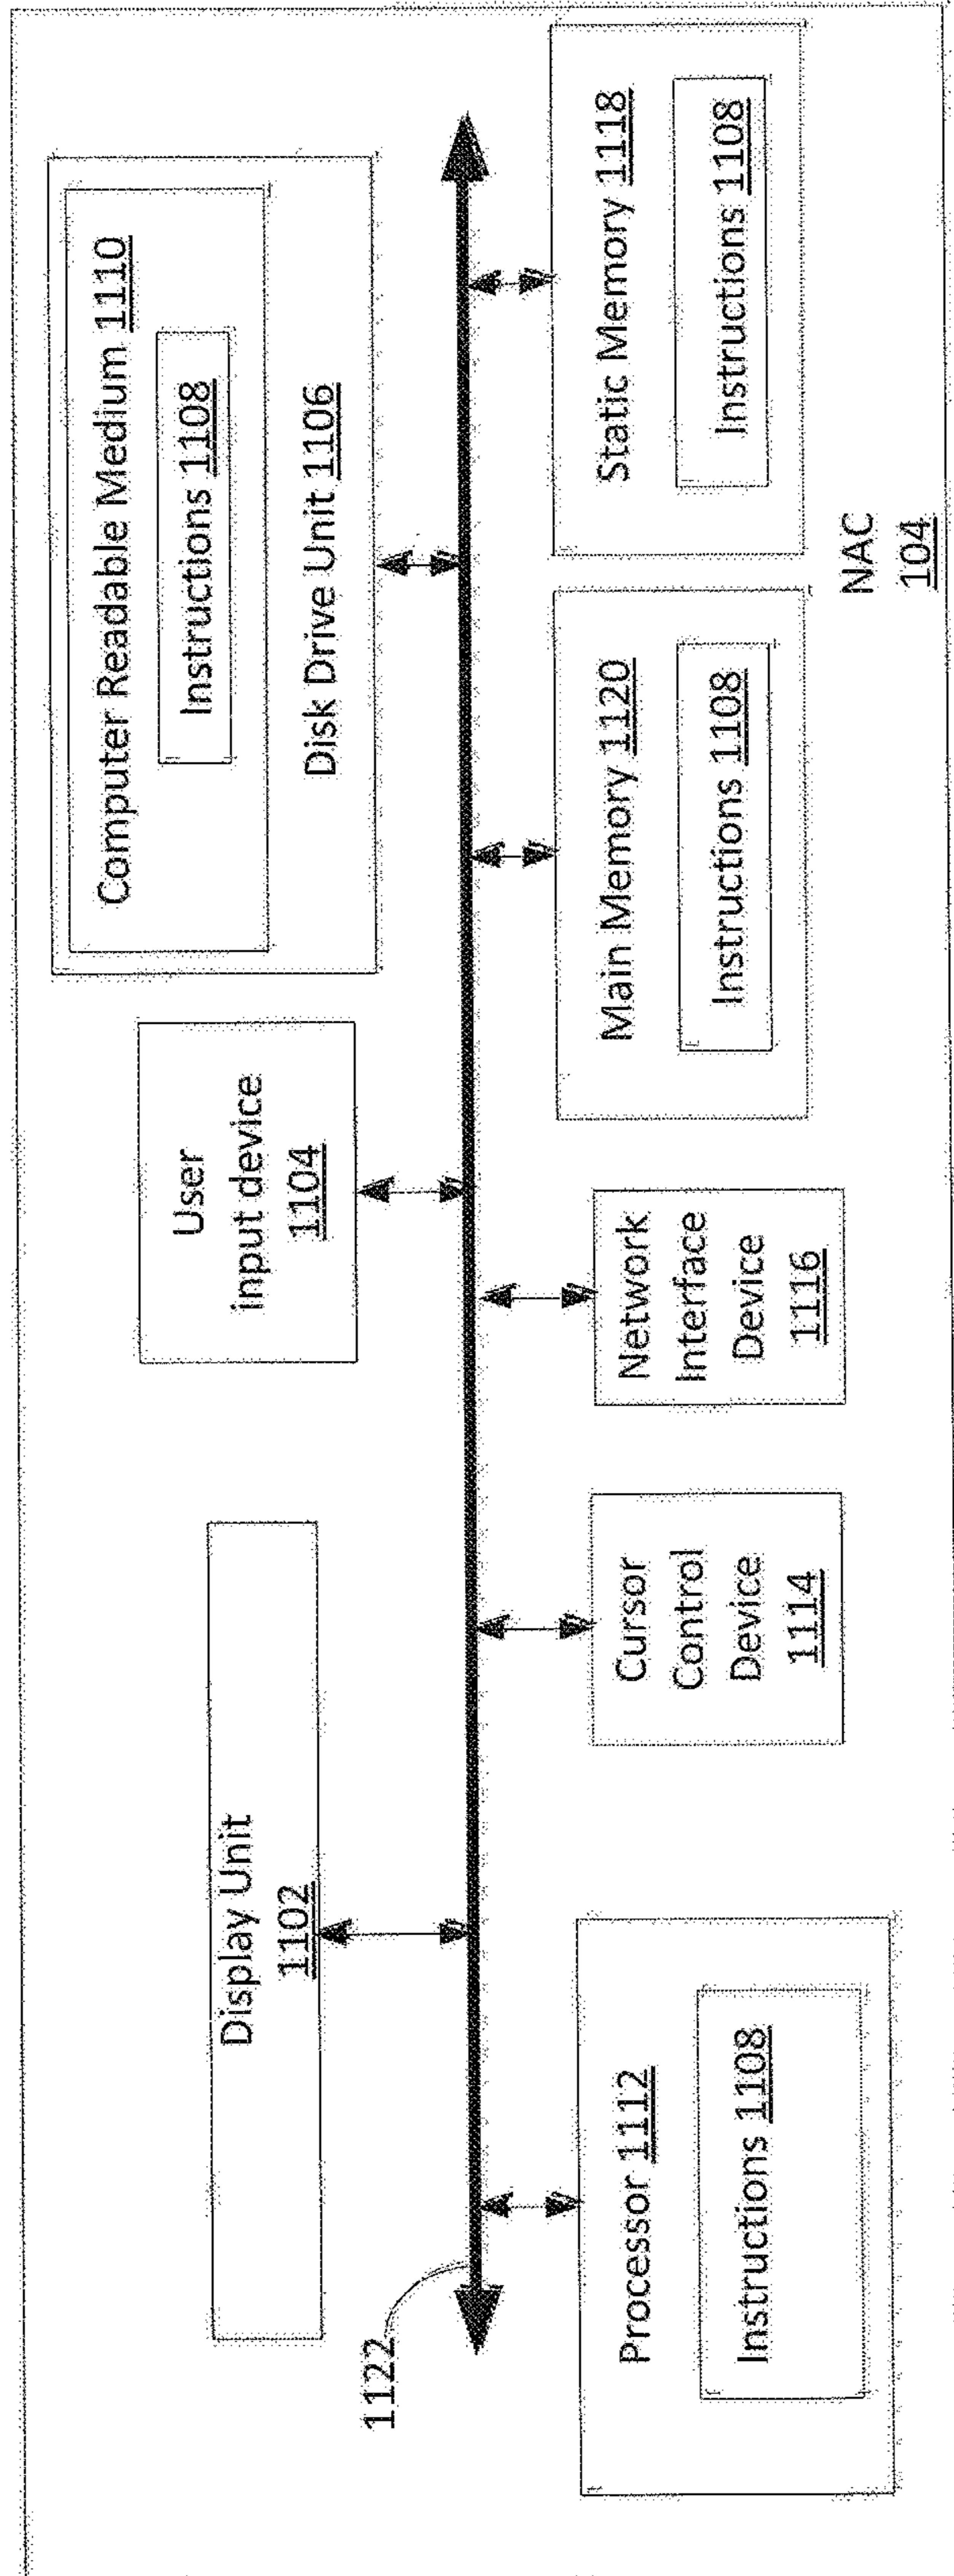 Display Unit
1102
User
input device
1104
Computer Readable Medium 1110
Instructions 1108
Disk Drive Unit 1106
1122
Processor 1112
Instructions 1108
Cursor
Control
Device
1114
Network
Interface
Device
1116
Main Memory 1120
Instructions 1108
Static Memory 1118
Instructions 1108
NAC
104